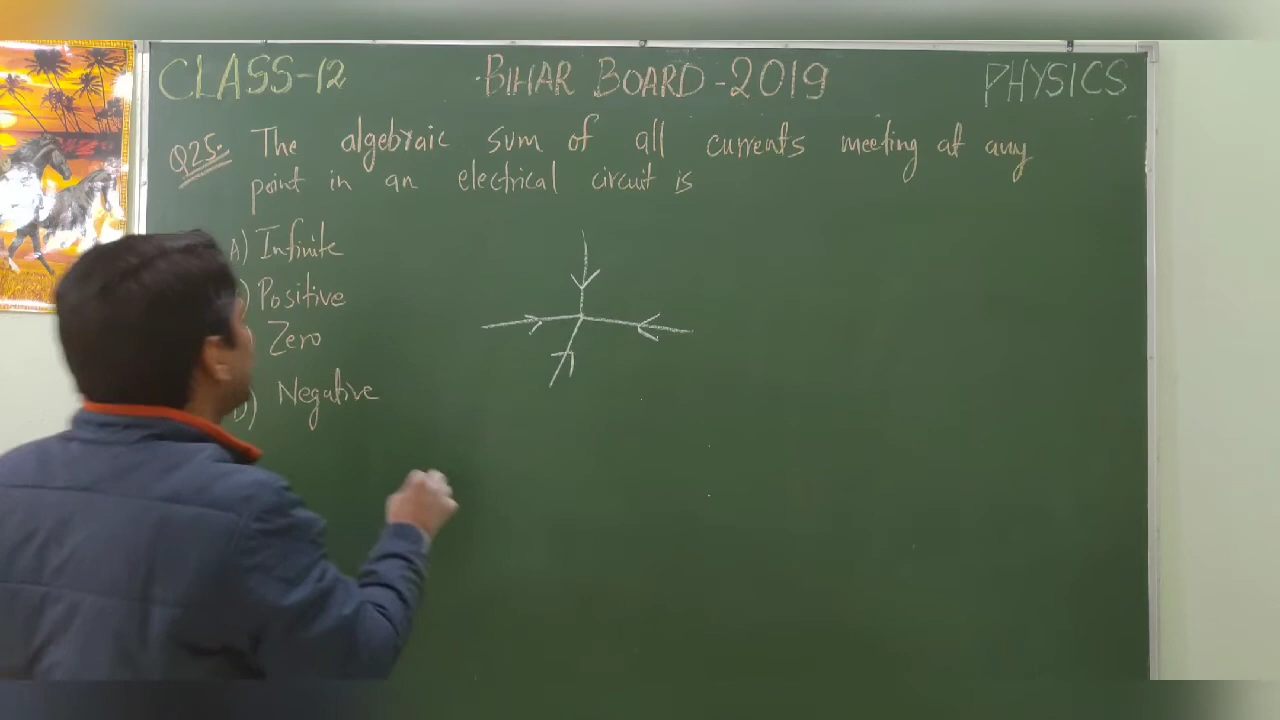 CLASS-12 BIHAR BOARD-2019 PHYSICS
Q25. The algebraic sum of all currents meeting at any
point in an electrical circuit is
A) Infinite
) Positive
Zero
D) Negative